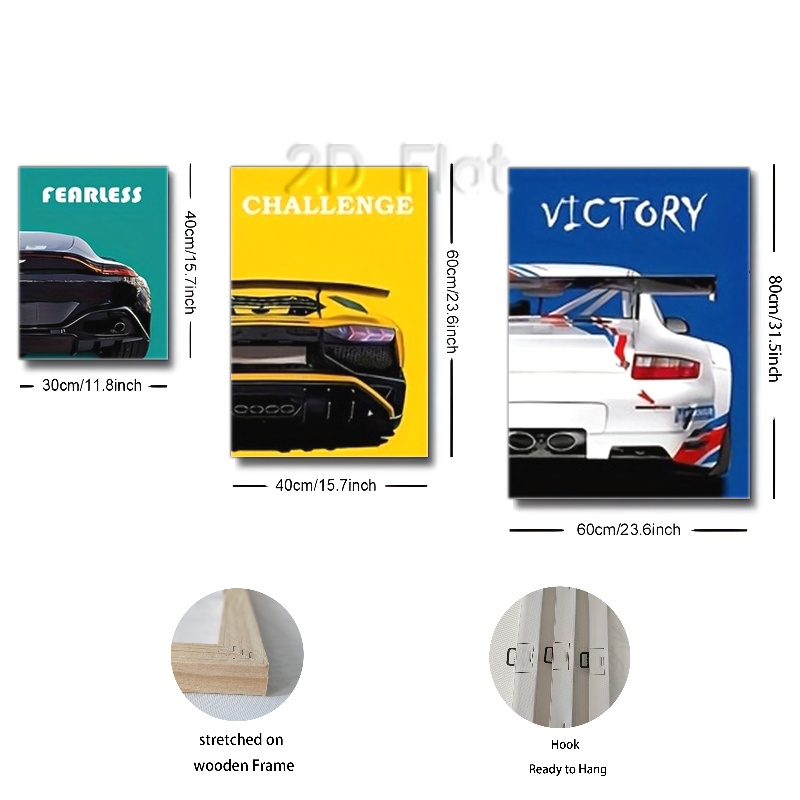 2D Flat
FEARLESS
CHALLENGE
VICTORY
40cm/15.7inch
60cm/23.6inch
80cm/31.5inch
30cm/11.8inch
40cm/15.7inch
60cm/23.6inch
stretched on
wooden Frame
Hook
Ready to Hang